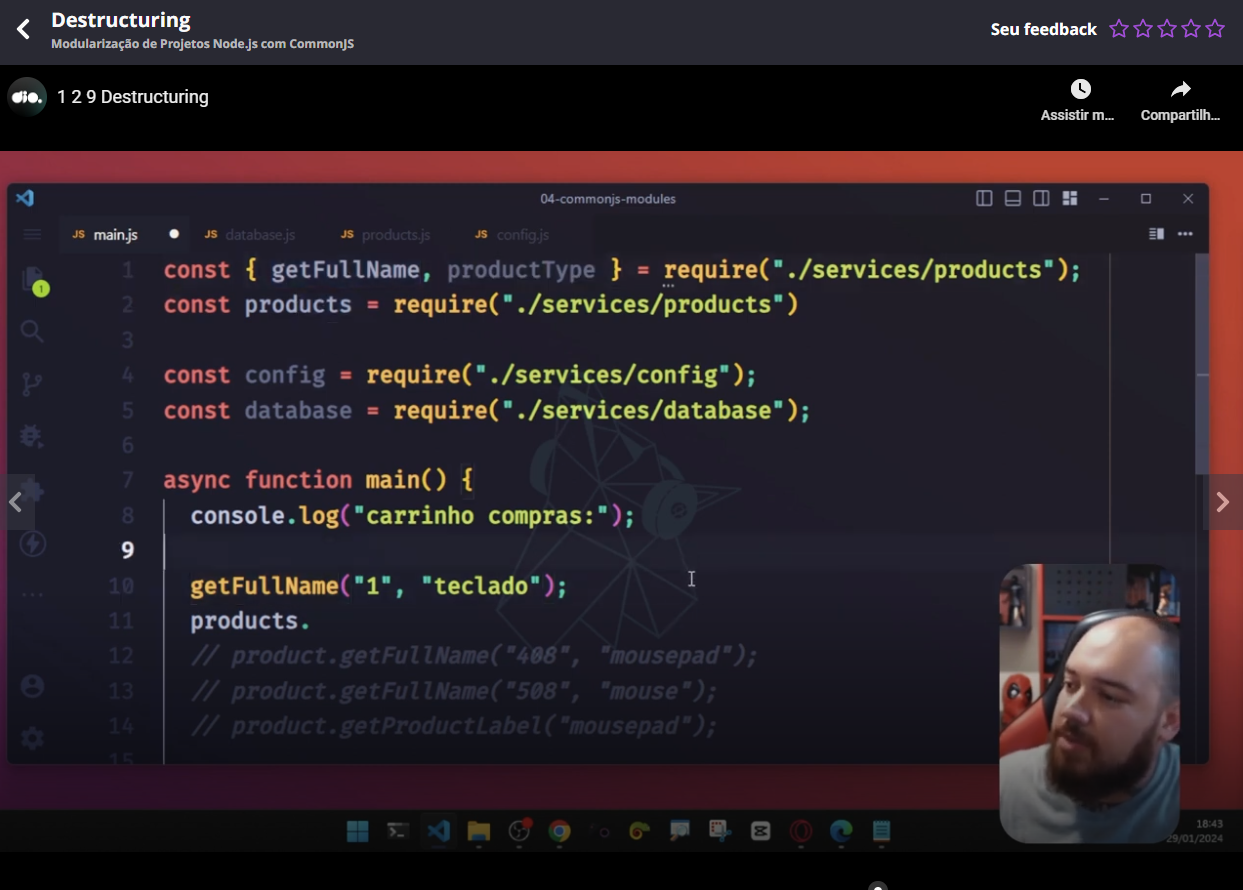 Destructuring
Modularização de Projetos Node.js com CommonJS
Seu feedback
dio.
1 2 9 Destructuring
Assistir m...
Compartilh...
04-commonjs-modules
JS main.js
JS database.js
JS products.js
JS config.js
1
1 const { getFullName, productType } = require("./services/products");
2 const products = require("./services/products")
3
4 const config = require("./services/config");
5 const database = require("./services/database");
6
7 async function main() {
8 console.log("carrinho compras:");
9
10 getFullName("1", "teclado");
11 products.
12 // product.getFullName("408", "mousepad");
13 // product.getFullName("508", "mouse");
14 // product.getProductLabel("mousepad");
15
18:43
29/01/2024